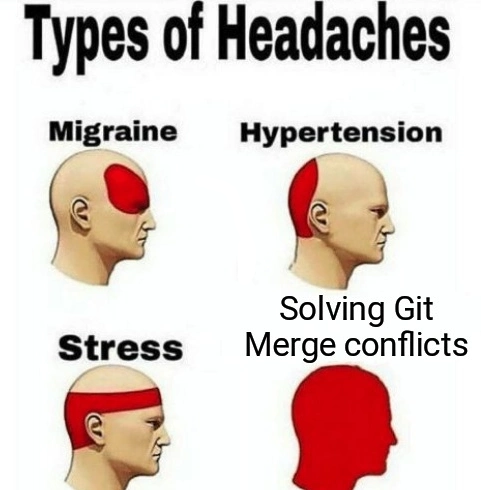 Types of Headaches
Migraine
Hypertension
Stress
Solving Git
Merge conflicts